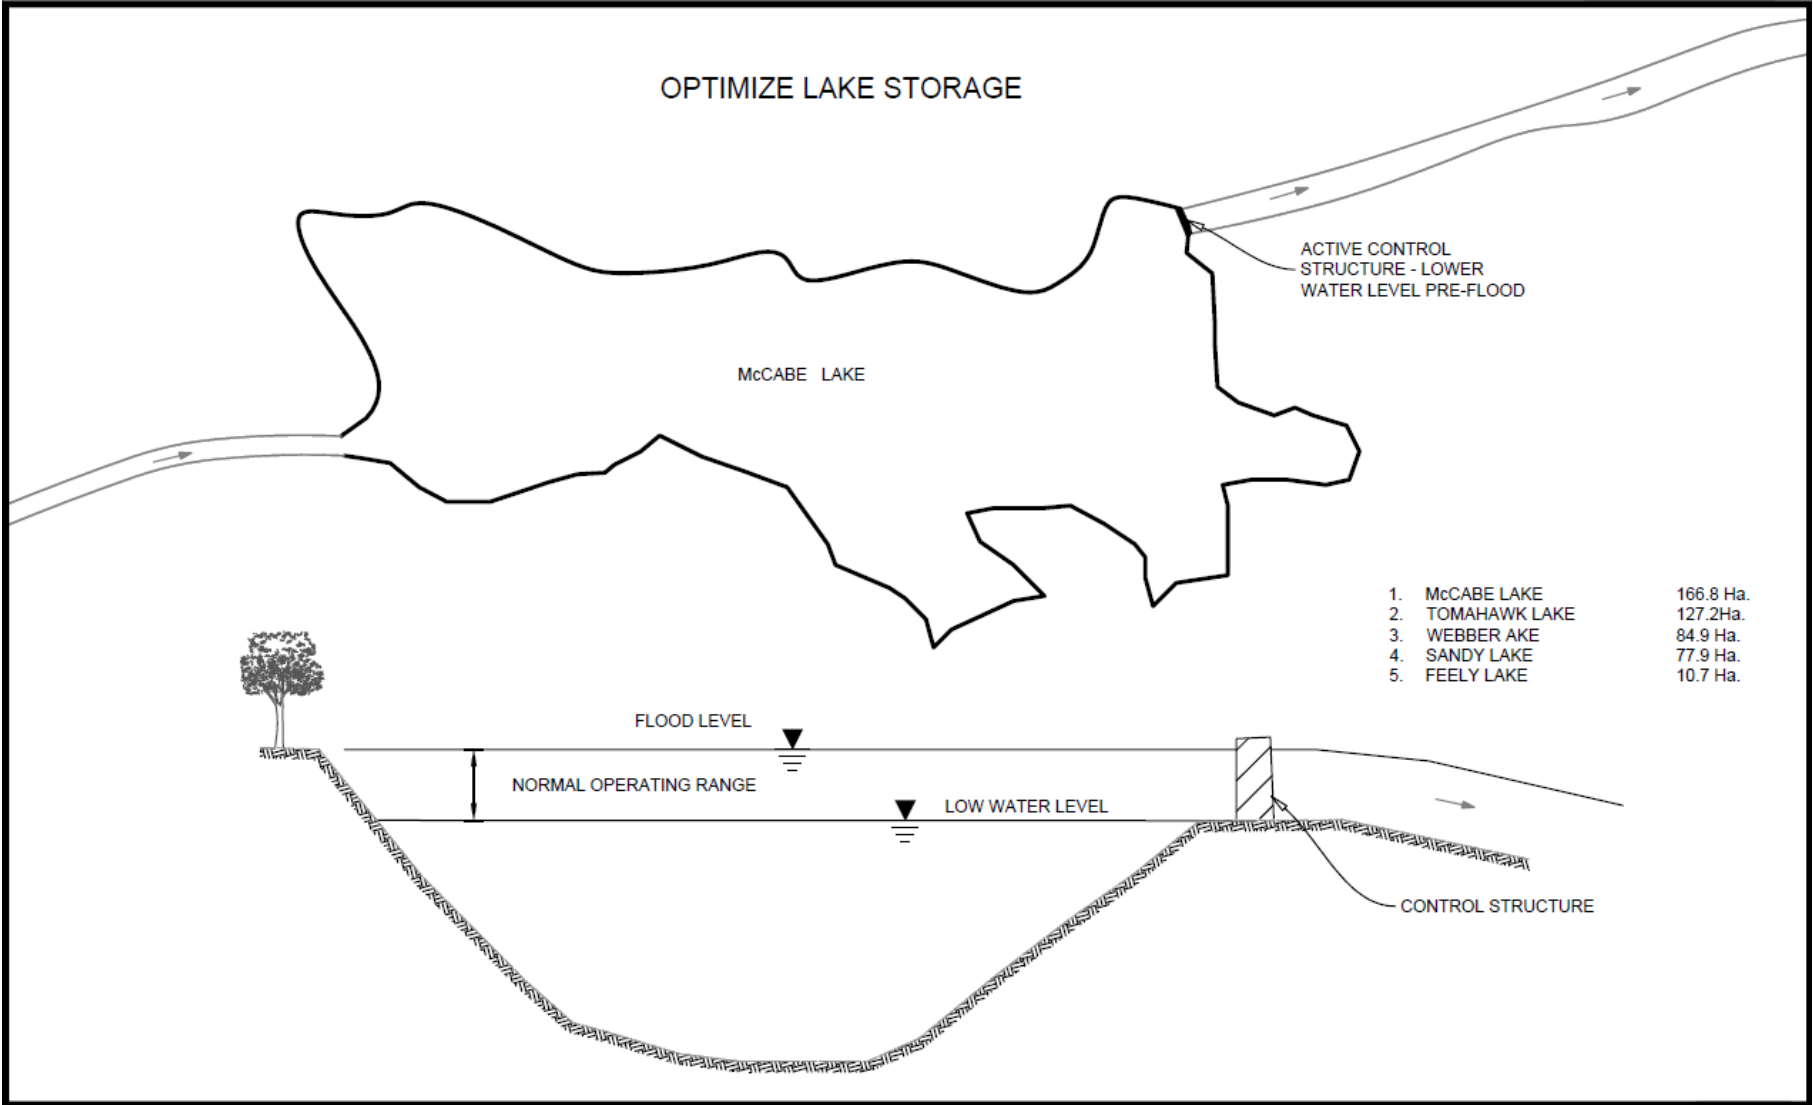 OPTIMIZE LAKE STORAGE
ACTIVE CONTROL
STRUCTURE - LOWER
WATER LEVEL PRE-FLOOD
McCABE LAKE
1. McCABE LAKE 166.8 Ha.
2. TOMAHAWK LAKE 127.2Ha.
3. WEBBER AKE 84.9 Ha.
4. SANDY LAKE 77.9 Ha.
5. FEELY LAKE 10.7 Ha.
FLOOD LEVEL
NORMAL OPERATING RANGE
LOW WATER LEVEL
CONTROL STRUCTURE